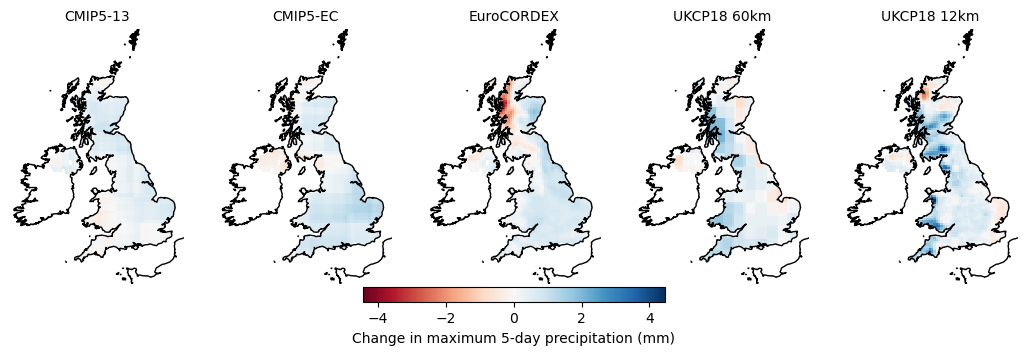 CMIP5-13 CMIP5-EC EuroCORDEX UKCP18 60km UKCP18 12km
−4 −2 0 2 4
Change in maximum 5-day precipitation (mm)